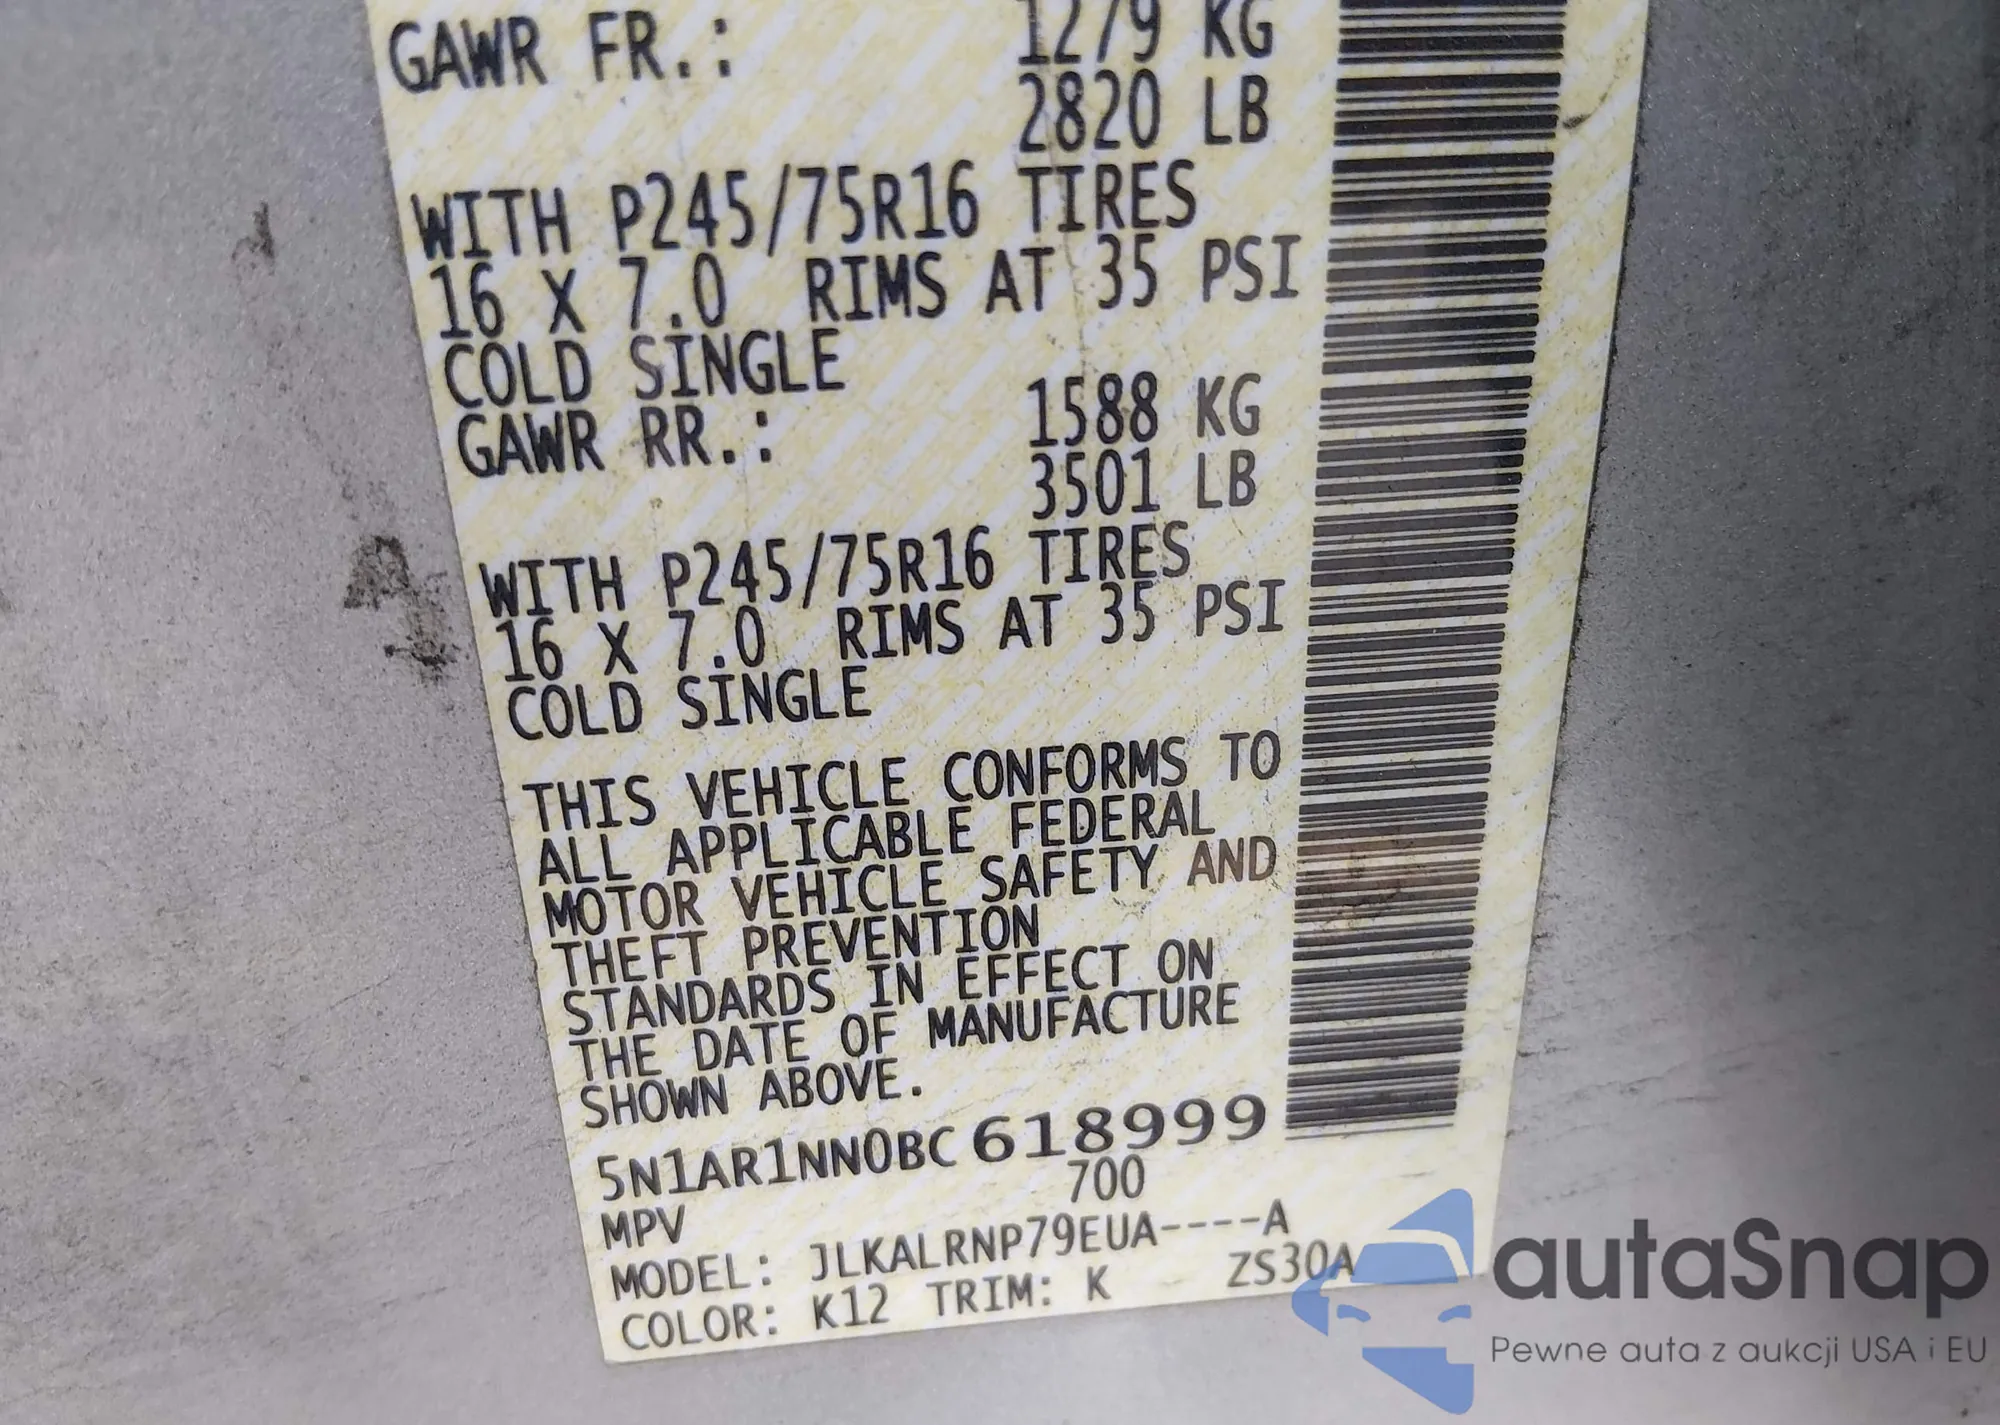 GAWR FR.: 1279 KG
2820 LB
WITH P245/75R16 TIRES
16 X 7.0 RIMS AT 35 PSI
COLD SINGLE
GAWR RR.: 1588 KG
3501 LB
WITH P245/75R16 TIRES
16 X 7.0 RIMS AT 35 PSI
COLD SINGLE
THIS VEHICLE CONFORMS TO
ALL APPLICABLE FEDERAL
MOTOR VEHICLE SAFETY AND
THEFT PREVENTION
STANDARDS IN EFFECT ON
THE DATE OF MANUFACTURE
SHOWN ABOVE.
5N1AR1NN0BC 618999
MPV 700
MODEL: JLKALRNP79EUA----A
COLOR: K12 TRIM: K ZS30A
autoSnap
Pewne auta z aukcji USA i EU